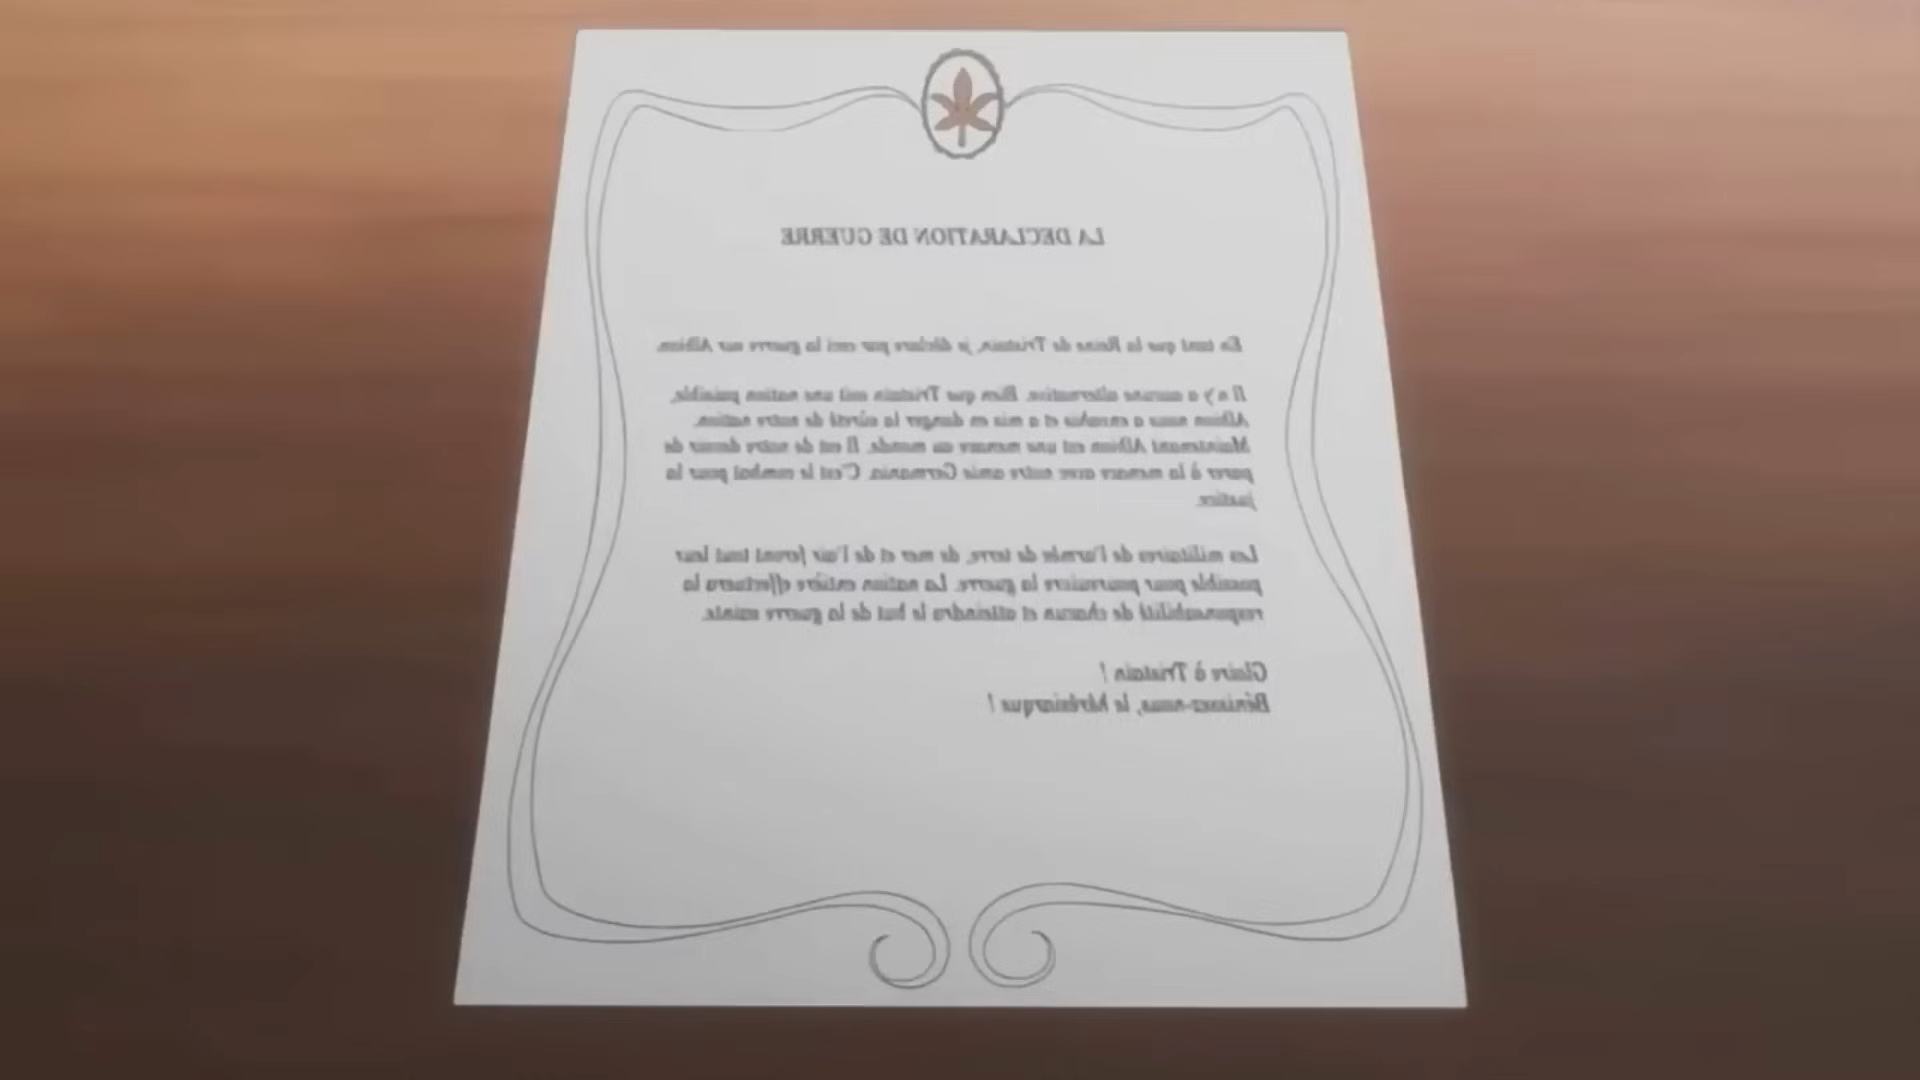 LA DECLARATION DE GUERRE
En tant que la Reine de Tristain, je déclare par ceci la guerre sur Albion.
Il n'y a aucune alternative. Bien que Tristain soit une nation paisible,
Albion nous a envahis et a mis en danger la sûreté de notre nation.
Maintenant Albion est une menace au monde. Il est de notre devoir de
parer à la menace avec notre amie Germania. C'est le combat pour la
justice.
Les militaires de l'armée de terre, de mer et de l'air feront tout leur
possible pour poursuivre la guerre. La nation entière effectuera la
responsabilité de chacun et atteindra le but de la guerre sainte.
Gloire à Tristain !
Bénissez-nous, le hérésiarque !